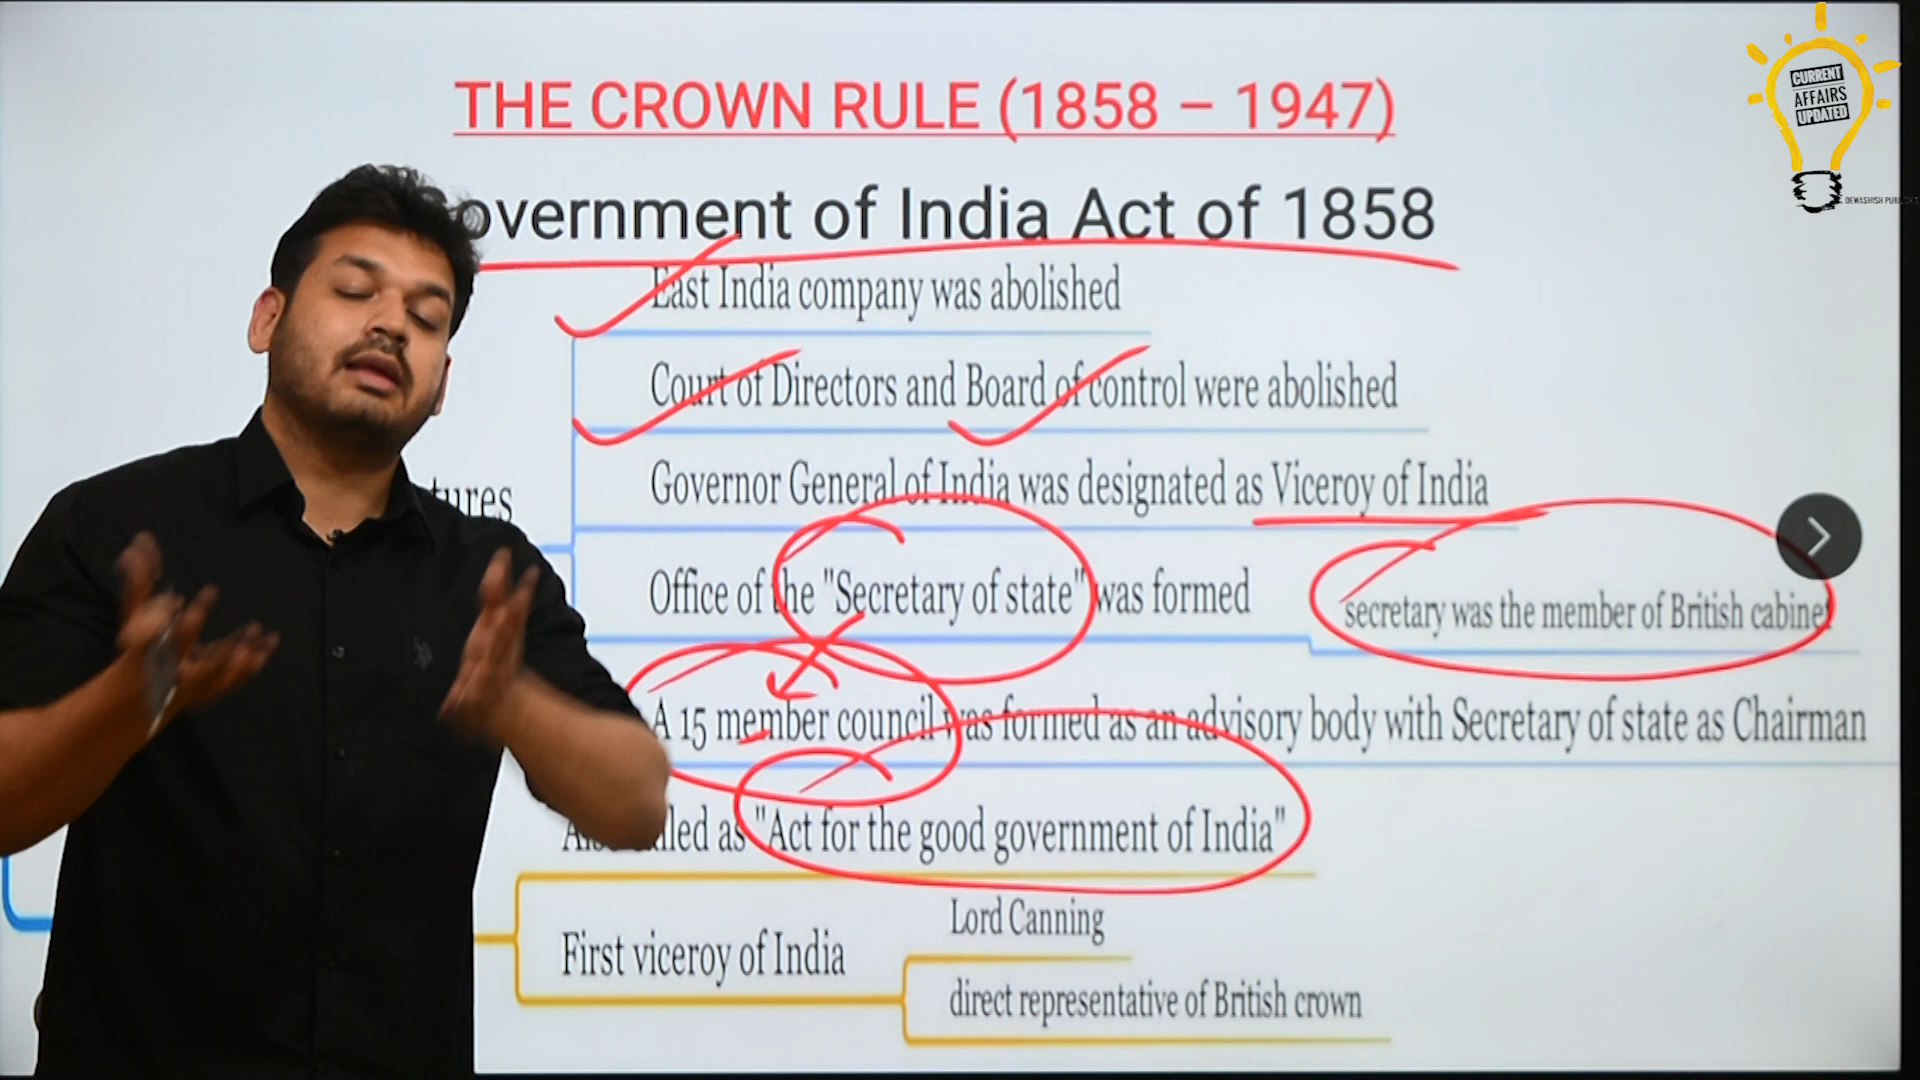 THE CROWN RULE (1858 – 1947)
CURRENT
AFFAIRS
UPDATED
overnment of India Act of 1858
East India company was abolished
Court of Directors and Board of control were abolished
Governor General of India was designated as Viceroy of India
tures
Office of the "Secretary of state" was formed
secretary was the member of British cabinet
A 15 member council was formed as an advisory body with Secretary of state as Chairman
led as "Act for the good government of India"
Lord Canning
First viceroy of India
direct representative of British crown